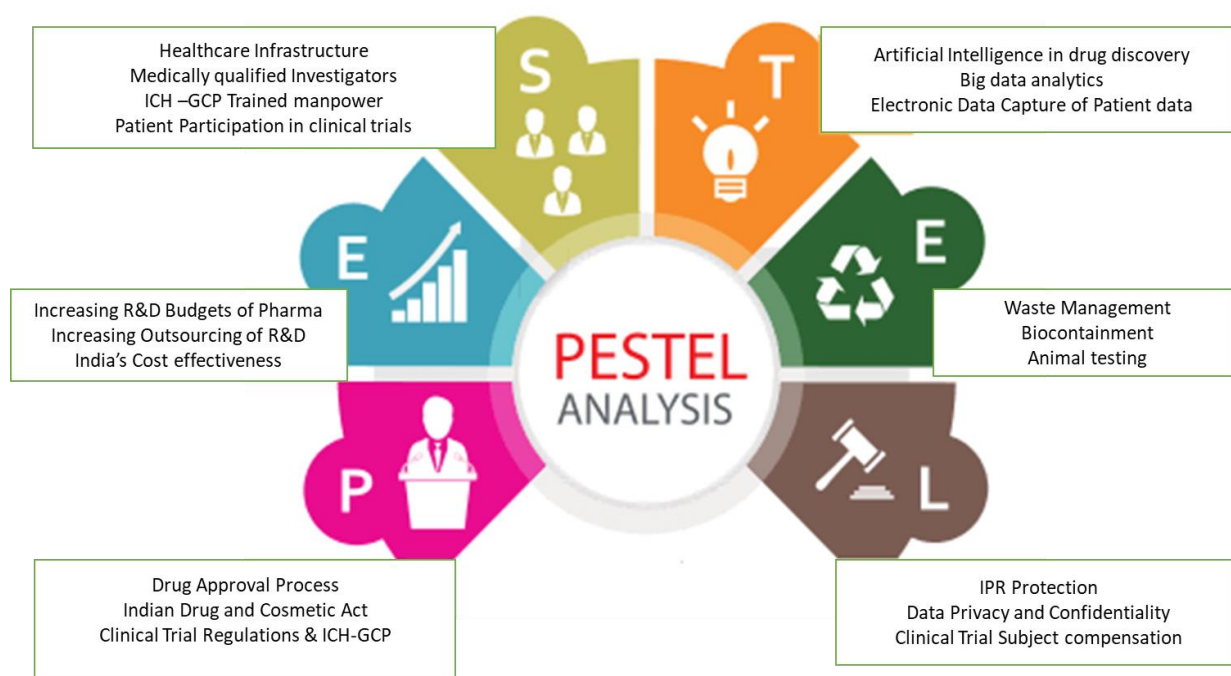 Healthcare Infrastructure
Medically qualified Investigators
ICH –GCP Trained manpower
Patient Participation in clinical trials
S
T
Artificial Intelligence in drug discovery
Big data analytics
Electronic Data Capture of Patient data
E
Increasing R&D Budgets of Pharma
Increasing Outsourcing of R&D
India’s Cost effectiveness
E
Waste Management
Biocontainment
Animal testing
PESTEL
ANALYSIS
P
Drug Approval Process
Indian Drug and Cosmetic Act
Clinical Trial Regulations & ICH-GCP
L
IPR Protection
Data Privacy and Confidentiality
Clinical Trial Subject compensation